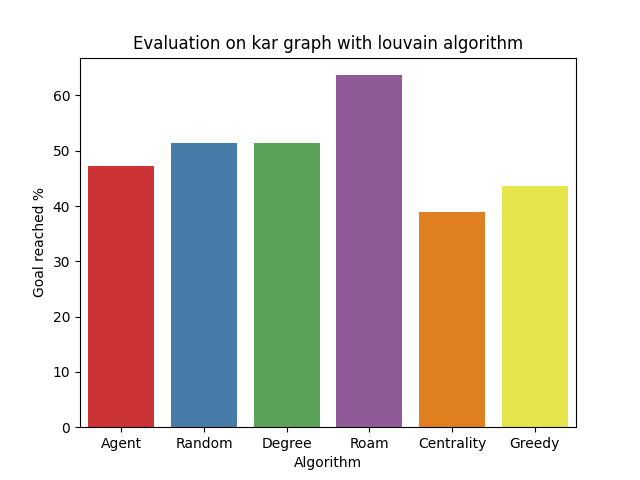 Evaluation on kar graph with louvain algorithm
Goal reached %
60
50
40
30
20
10
0
Agent Random Degree Roam Centrality Greedy
Algorithm